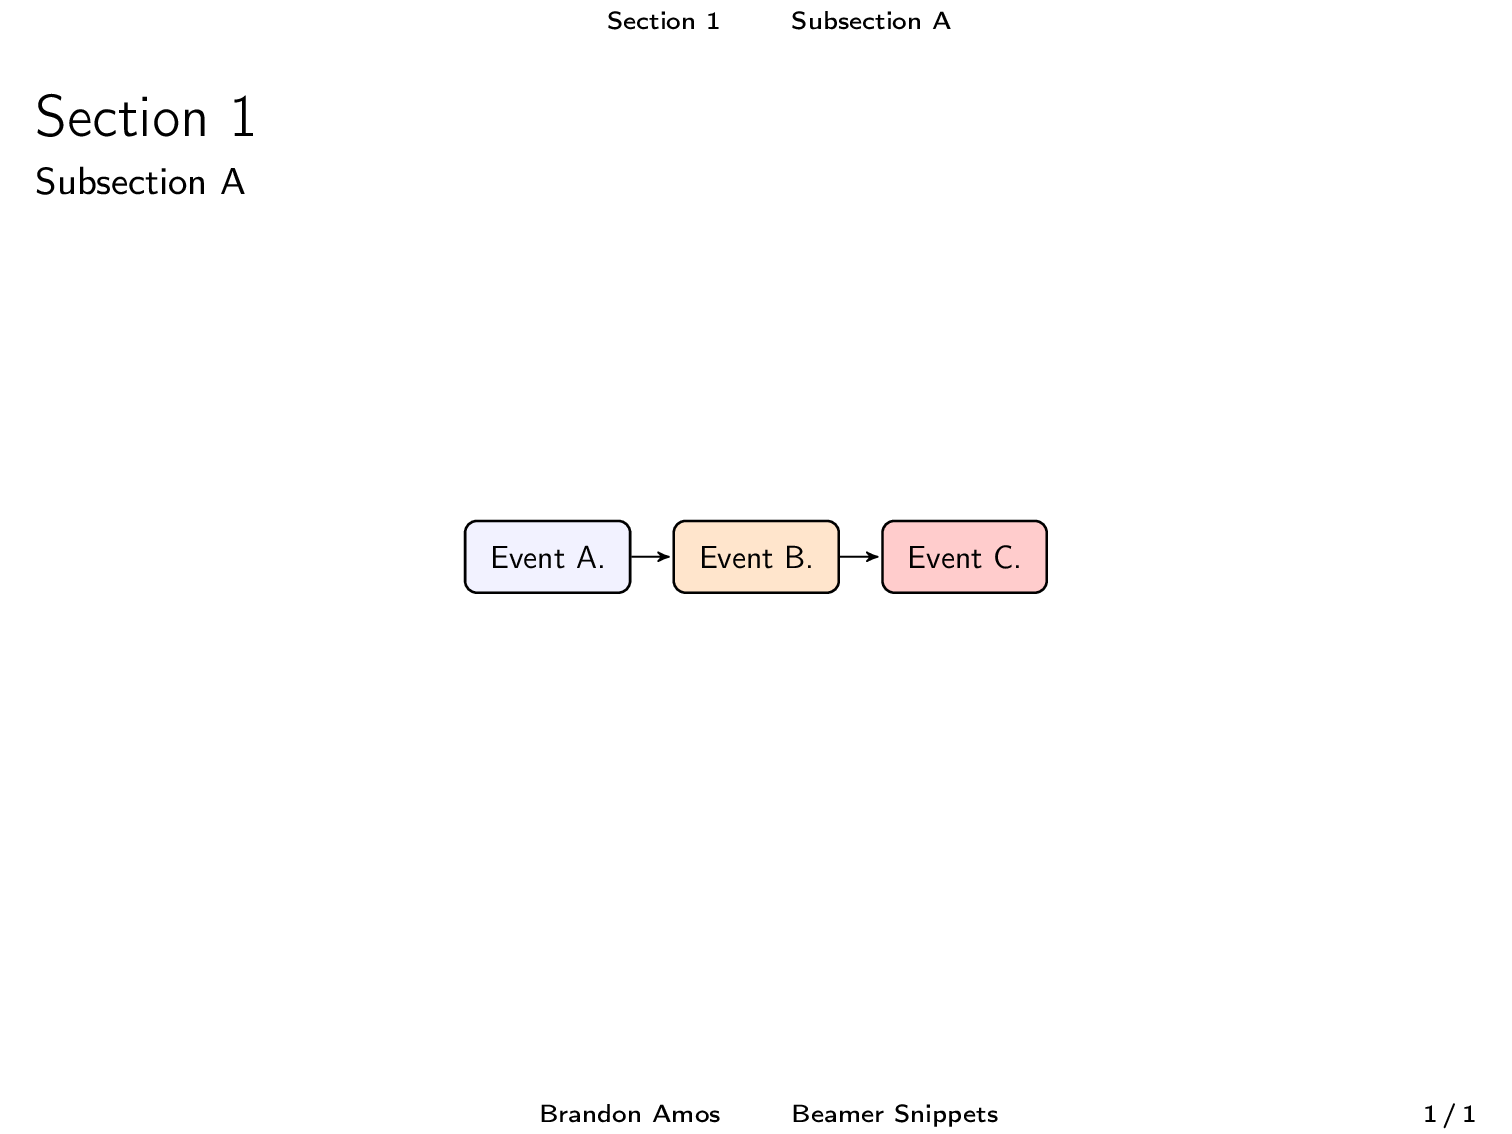 Section 1 Subsection A
Section 1
Subsection A
Event A. Event B. Event C.
Brandon Amos Beamer Snippets 1 / 1